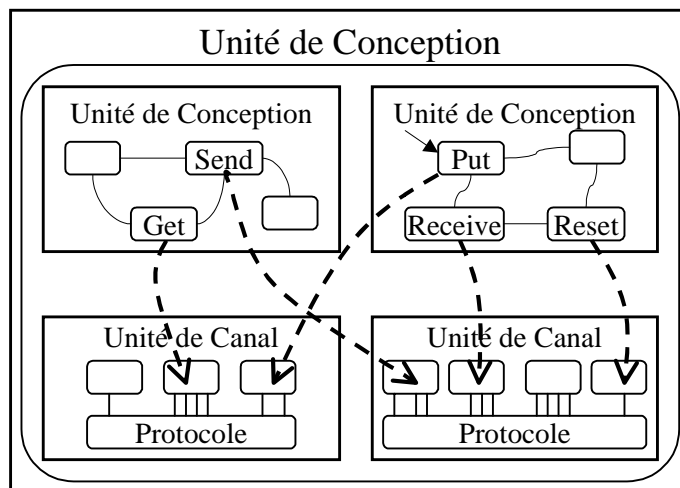 Unité de Conception
Unité de Conception
Send
Get
Unité de Conception
Put
Receive
Reset
Unité de Canal
Protocole
Unité de Canal
Protocole